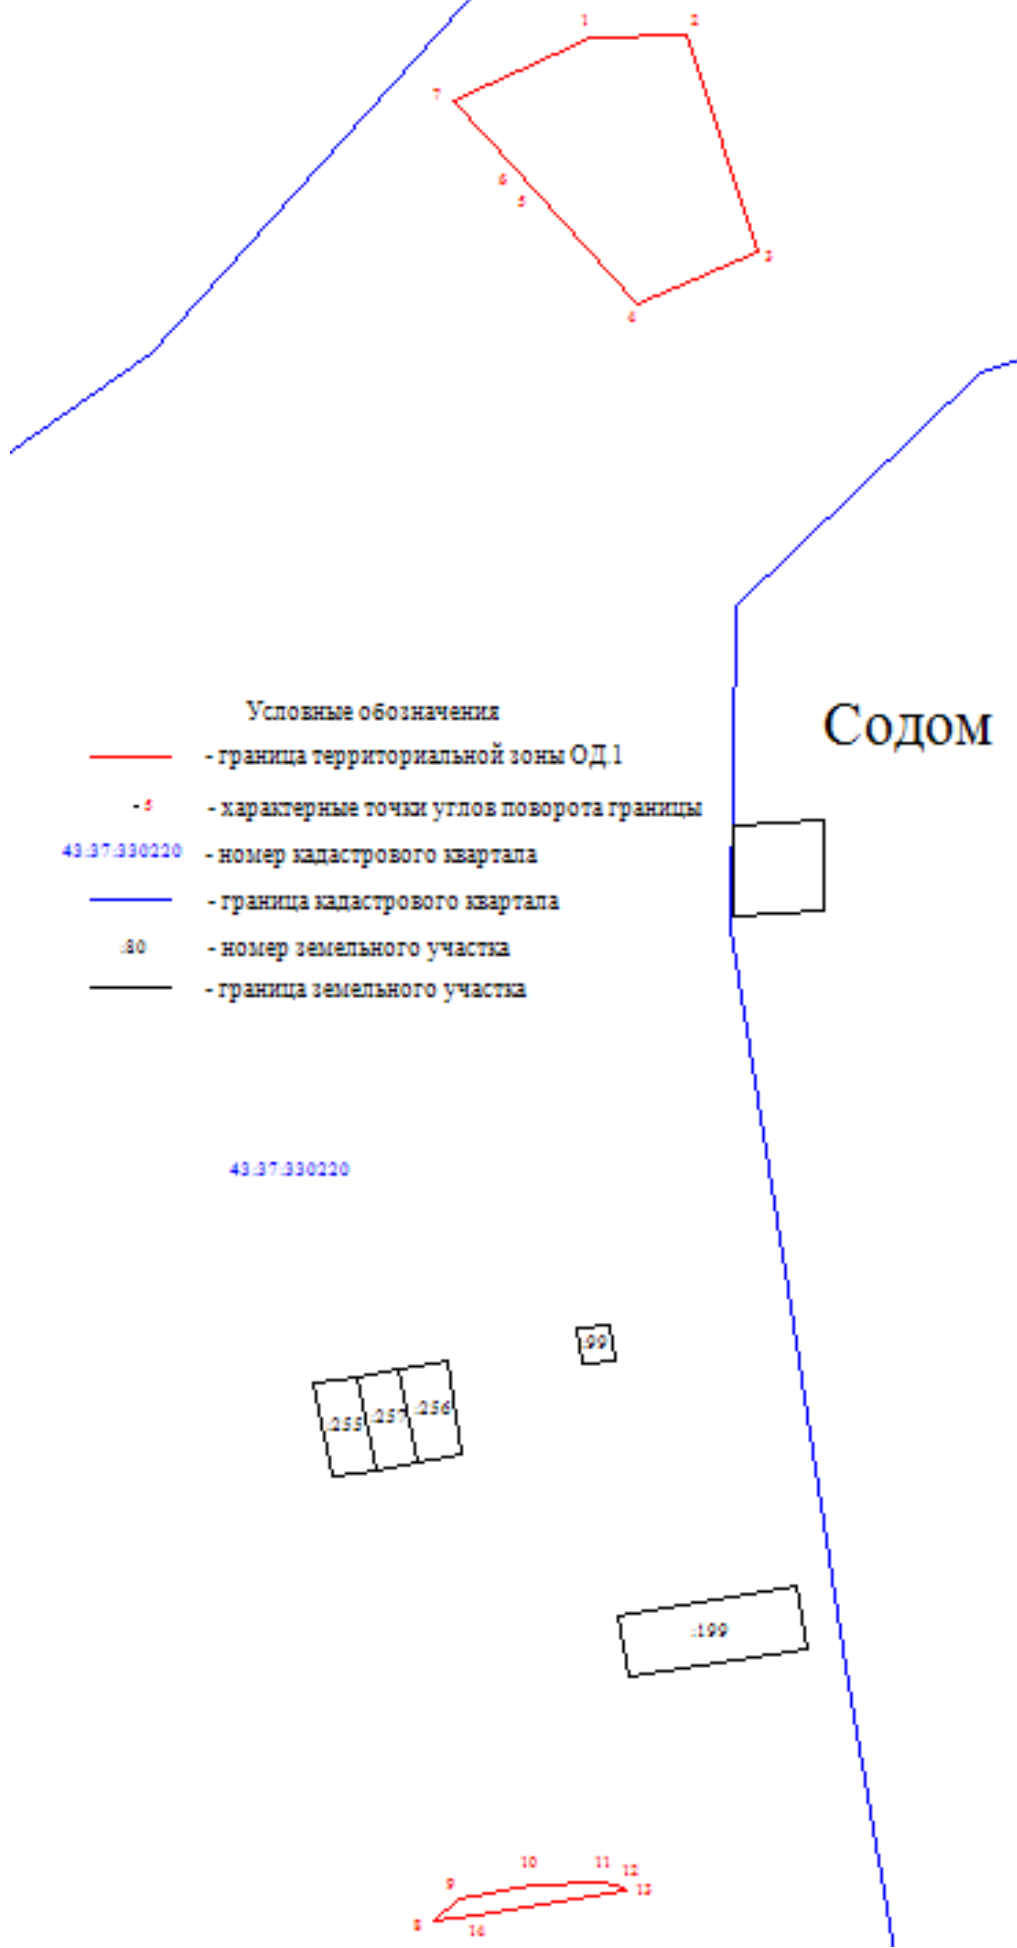 1
2
7
6
5
3
4
Содом
Условные обозначения
- граница территориальной зоны ОД.1
- 5 - характерные точки углов поворота границы
43:37:330220 - номер кадастрового квартала
- граница кадастрового квартала
:80 - номер земельного участка
- граница земельного участка
43:37:330220
:99
:255 :257 :256
:199
10 11 12
9 13
8 14